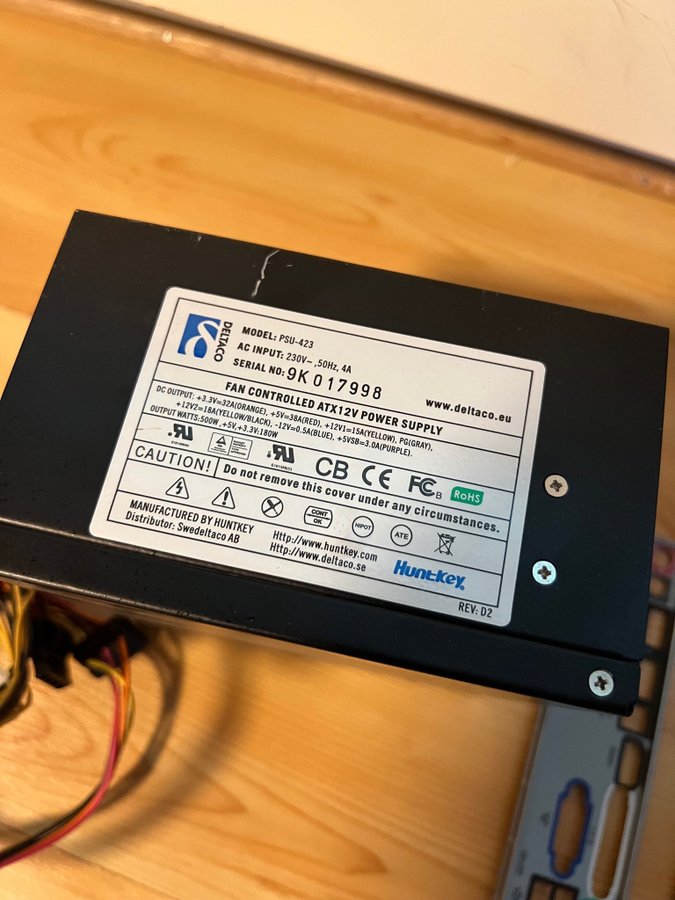 DELTACO
MODEL: PSU-423
AC INPUT: 230V~ ,50Hz, 4A
SERIAL NO: 9K 017998
www.deltaco.eu
FAN CONTROLLED ATX12V POWER SUPPLY
DC OUTPUT: +3.3V=32A(ORANGE), +5V=38A(RED), +12V1=15A(YELLOW), PG(GRAY),
+12V2=18A(YELLOW/BLACK), -12V=0.5A(BLUE), +5VSB=3.0A(PURPLE).
OUTPUT WATTS:500W ,+5V,+3.3V:180W
CB CE FC B RoHS
CAUTION! Do not remove this cover under any circumstances.
CONT OK
HIPOT
ATE
MANUFACTURED BY HUNTKEY
Distributor: Swedeltaco AB
Http://www.huntkey.com
Http://www.deltaco.se
Huntkey
REV: D2